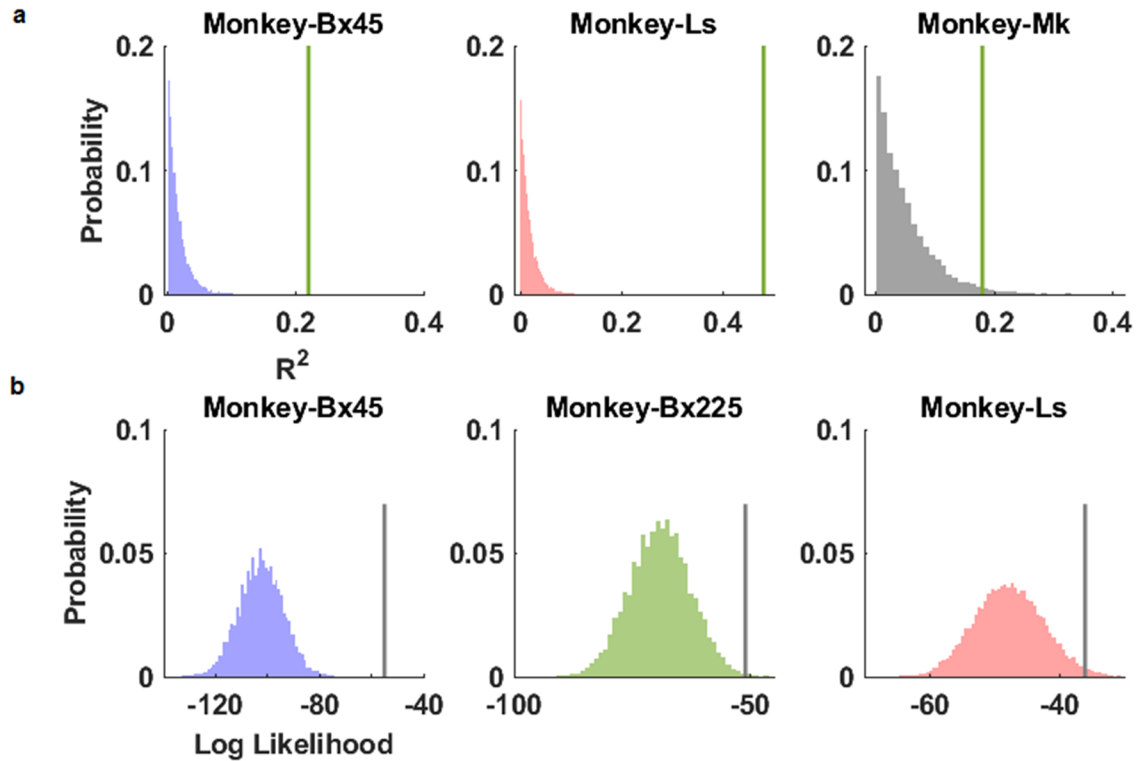 a
Monkey-Bx45 Monkey-Ls Monkey-Mk
0.2 0.2 0.2
Probability
0.1 0.1 0.1
0 0 0
0 0.2 0.4 0 0.2 0.4 0 0.2 0.4
R²
b
Monkey-Bx45 Monkey-Bx225 Monkey-Ls
0.1 0.1 0.1
Probability
0.05 0.05 0.05
0 0 0
-120 -80 -40 -100 -50 -60 -40
Log Likelihood